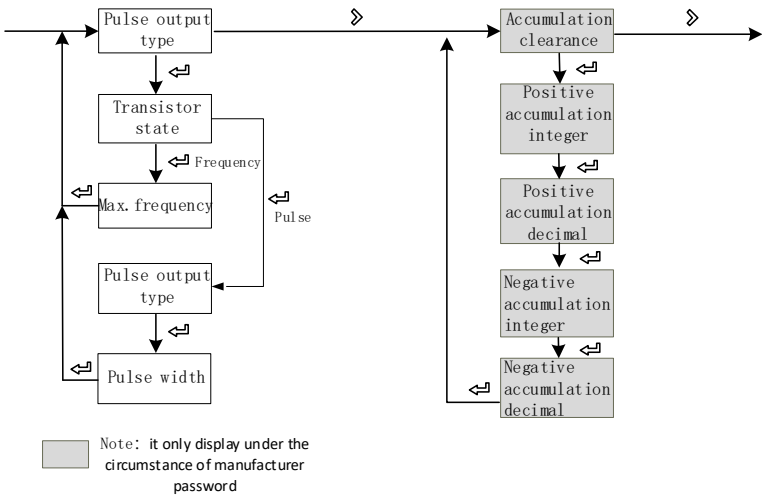 Pulse output
type
Transistor
state
Frequency
Max.frequency
Pulse
Pulse output
type
Pulse width
Accumulation
clearance
Positive
accumulation
integer
Positive
accumulation
decimal
Negative
accumulation
integer
Negative
accumulation
decimal
Note: it only display under the
circumstance of manufacturer
password